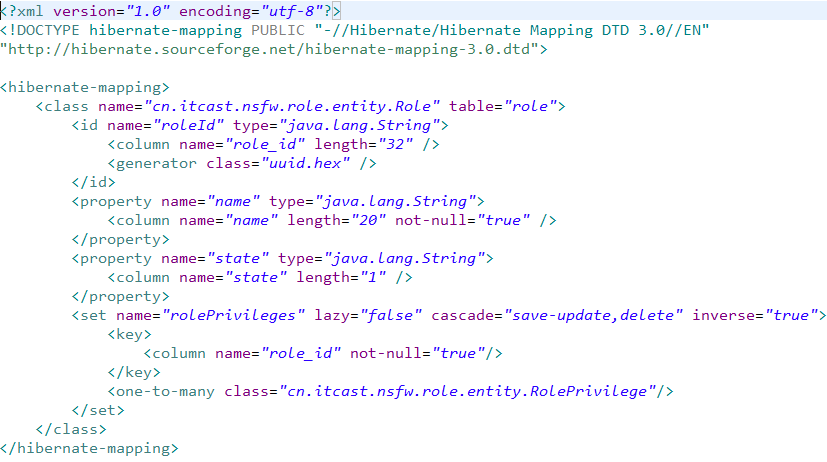 <?xml version="1.0" encoding="utf-8"?>
<!DOCTYPE hibernate-mapping PUBLIC "-//Hibernate/Hibernate Mapping DTD 3.0//EN"
"http://hibernate.sourceforge.net/hibernate-mapping-3.0.dtd">

<hibernate-mapping>
    <class name="cn.itcast.nsfw.role.entity.Role" table="role">
        <id name="roleId" type="java.lang.String">
            <column name="role_id" length="32" />
            <generator class="uuid.hex" />
        </id>
        <property name="name" type="java.lang.String">
            <column name="name" length="20" not-null="true" />
        </property>
        <property name="state" type="java.lang.String">
            <column name="state" length="1" />
        </property>
        <set name="rolePrivileges" lazy="false" cascade="save-update,delete" inverse="true">
            <key>
                <column name="role_id" not-null="true"/>
            </key>
            <one-to-many class="cn.itcast.nsfw.role.entity.RolePrivilege"/>
        </set>
    </class>
</hibernate-mapping>